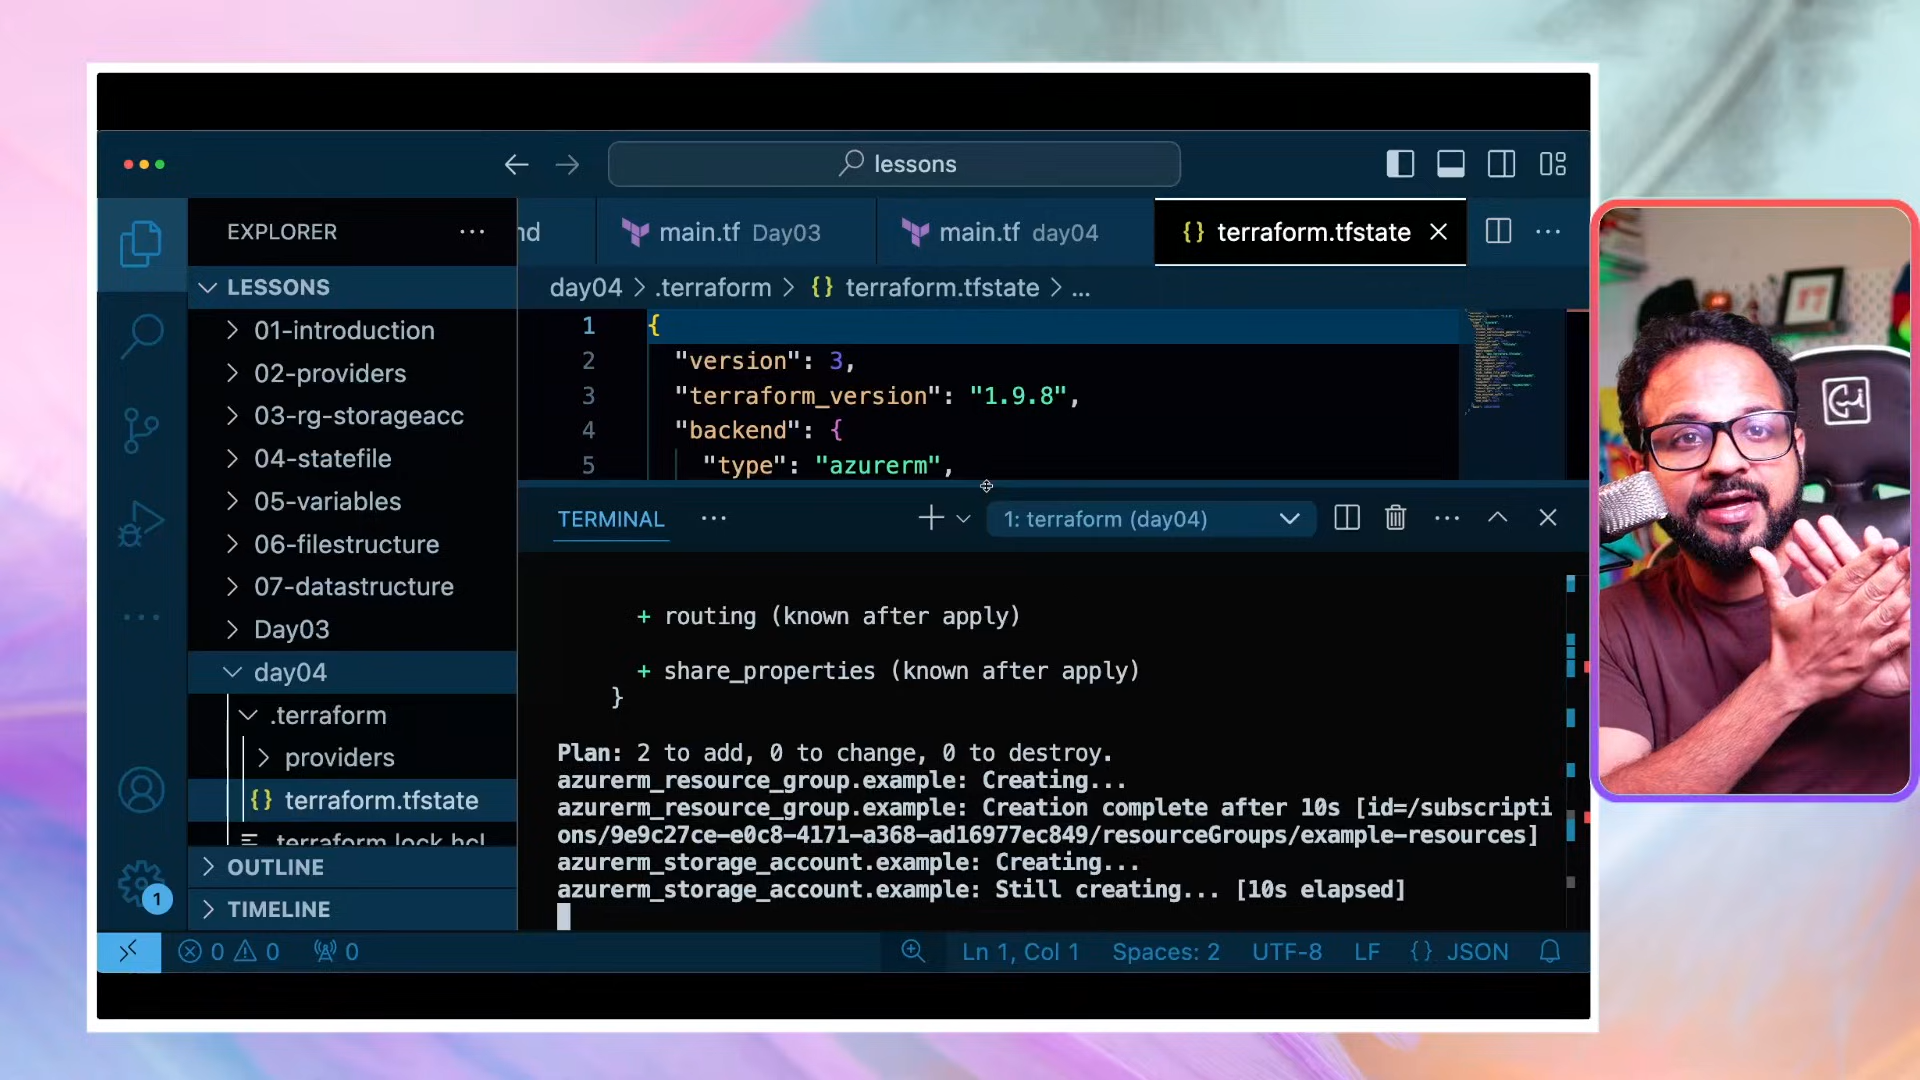 lessons
EXPLORER
nd
main.tf Day03
main.tf day04
{} terraform.tfstate
LESSONS
day04 > .terraform > {} terraform.tfstate > ...
01-introduction
02-providers
03-rg-storageacc
04-statefile
05-variables
06-filestructure
07-datastructure
Day03
day04
.terraform
providers
{} terraform.tfstate
.terraform.lock.hcl
OUTLINE
TIMELINE
1
1 {
2 "version": 3,
3 "terraform_version": "1.9.8",
4 "backend": {
5 "type": "azurerm",
TERMINAL
1: terraform (day04)
+ routing (known after apply)
+ share_properties (known after apply)
}
Plan: 2 to add, 0 to change, 0 to destroy.
azurerm_resource_group.example: Creating...
azurerm_resource_group.example: Creation complete after 10s [id=/subscripti
ons/9e9c27ce-e0c8-4171-a368-ad16977ec849/resourceGroups/example-resources]
azurerm_storage_account.example: Creating...
azurerm_storage_account.example: Still creating... [10s elapsed]
0 0 0
Ln 1, Col 1 Spaces: 2 UTF-8 LF {} JSON